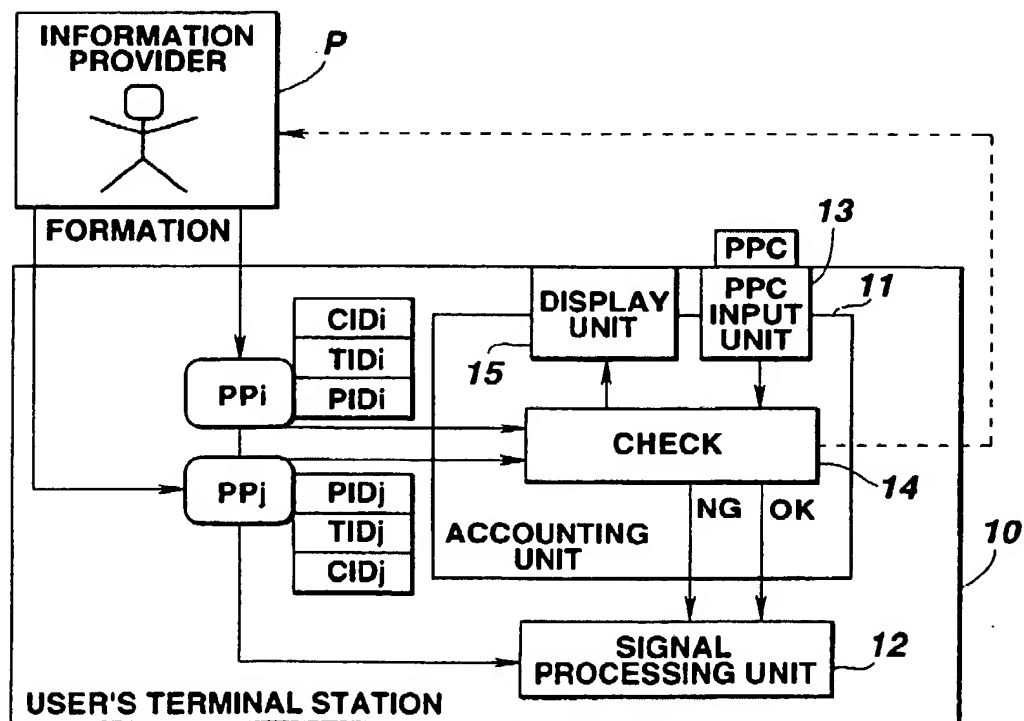 INFORMATION
PROVIDER
P
FORMATION
13
PPC
PPC
INPUT
UNIT
11
DISPLAY
UNIT
15
CIDi
TIDi
PIDi
PPi
CHECK
14
PPj
PIDj
TIDj
CIDj
NG
OK
ACCOUNTING
UNIT
10
SIGNAL
PROCESSING UNIT
12
USER'S TERMINAL STATION